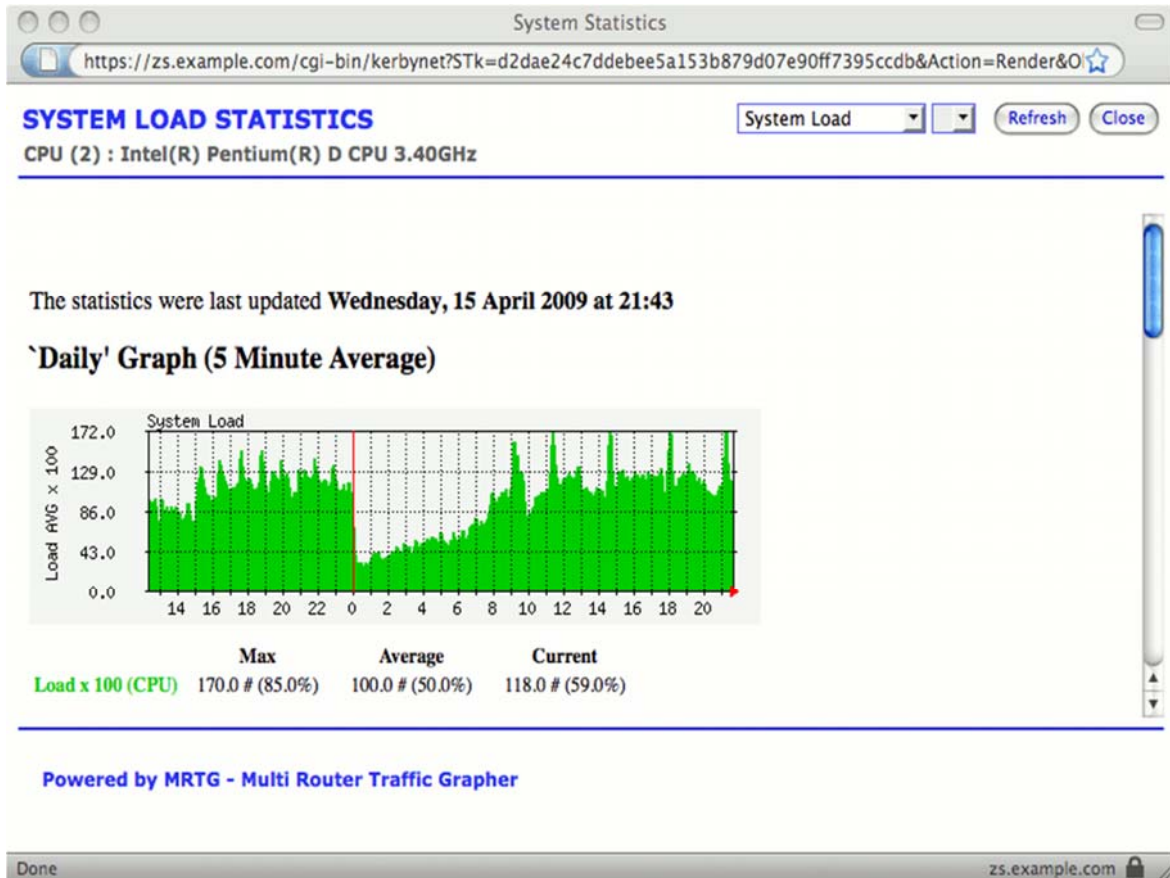 System Statistics
https://zs.example.com/cgi-bin/kerbynet?STk=d2dae24c7ddebee5a153b879d07e90ff7395ccdb&Action=Render&O
SYSTEM LOAD STATISTICS
System Load
Refresh
Close
CPU (2) : Intel(R) Pentium(R) D CPU 3.40GHz
The statistics were last updated Wednesday, 15 April 2009 at 21:43
`Daily' Graph (5 Minute Average)
System Load
Load AVG x 100
172.0
129.0
86.0
43.0
0.0
14 16 18 20 22 0 2 4 6 8 10 12 14 16 18 20
Max Average Current
Load x 100 (CPU) 170.0 # (85.0%) 100.0 # (50.0%) 118.0 # (59.0%)
Powered by MRTG - Multi Router Traffic Grapher
Done
zs.example.com